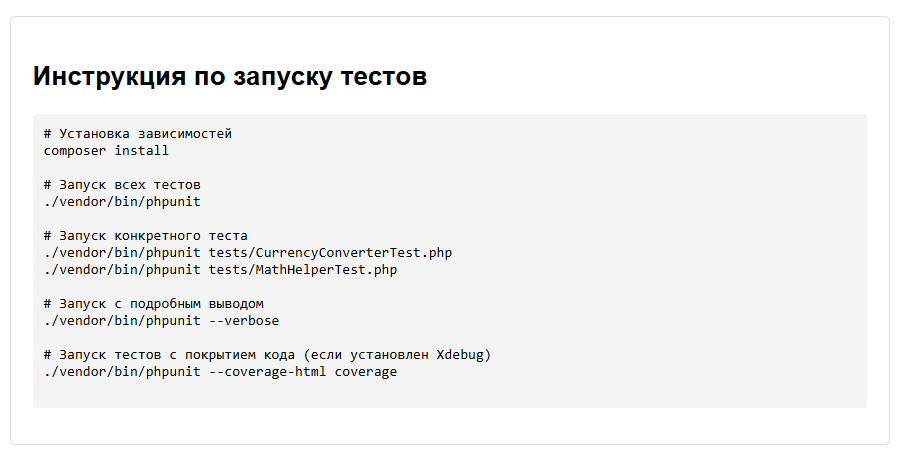 Инструкция по запуску тестов
# Установка зависимостей
composer install
# Запуск всех тестов
./vendor/bin/phpunit
# Запуск конкретного теста
./vendor/bin/phpunit tests/CurrencyConverterTest.php
./vendor/bin/phpunit tests/MathHelperTest.php
# Запуск с подробным выводом
./vendor/bin/phpunit --verbose
# Запуск тестов с покрытием кода (если установлен Xdebug)
./vendor/bin/phpunit --coverage-html coverage